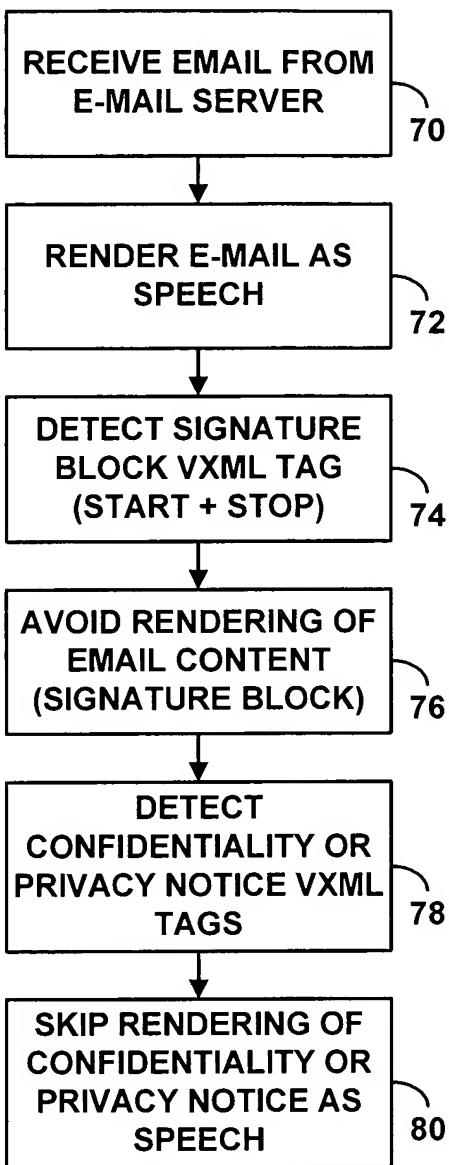 RECEIVE EMAIL FROM
E-MAIL SERVER
70
RENDER E-MAIL AS
SPEECH
72
DETECT SIGNATURE
BLOCK VXML TAG
(START + STOP)
74
AVOID RENDERING OF
EMAIL CONTENT
(SIGNATURE BLOCK)
76
DETECT
CONFIDENTIALITY OR
PRIVACY NOTICE VXML
TAGS
78
SKIP RENDERING OF
CONFIDENTIALITY OR
PRIVACY NOTICE AS
SPEECH
80